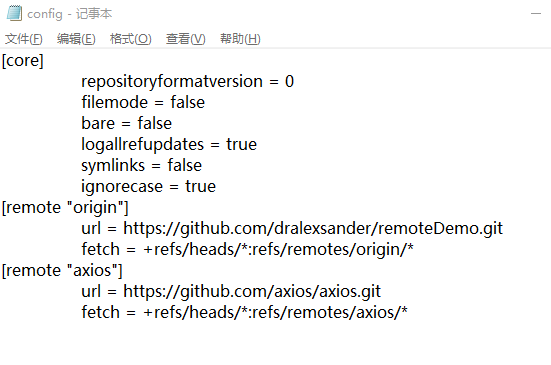 config - 记事本
文件(F) 编辑(E) 格式(O) 查看(V) 帮助(H)
[core]
repositoryformatversion = 0
filemode = false
bare = false
logallrefupdates = true
symlinks = false
ignorecase = true
[remote "origin"]
url = https://github.com/dralexsander/remoteDemo.git
fetch = +refs/heads/*:refs/remotes/origin/*
[remote "axios"]
url = https://github.com/axios/axios.git
fetch = +refs/heads/*:refs/remotes/axios/*